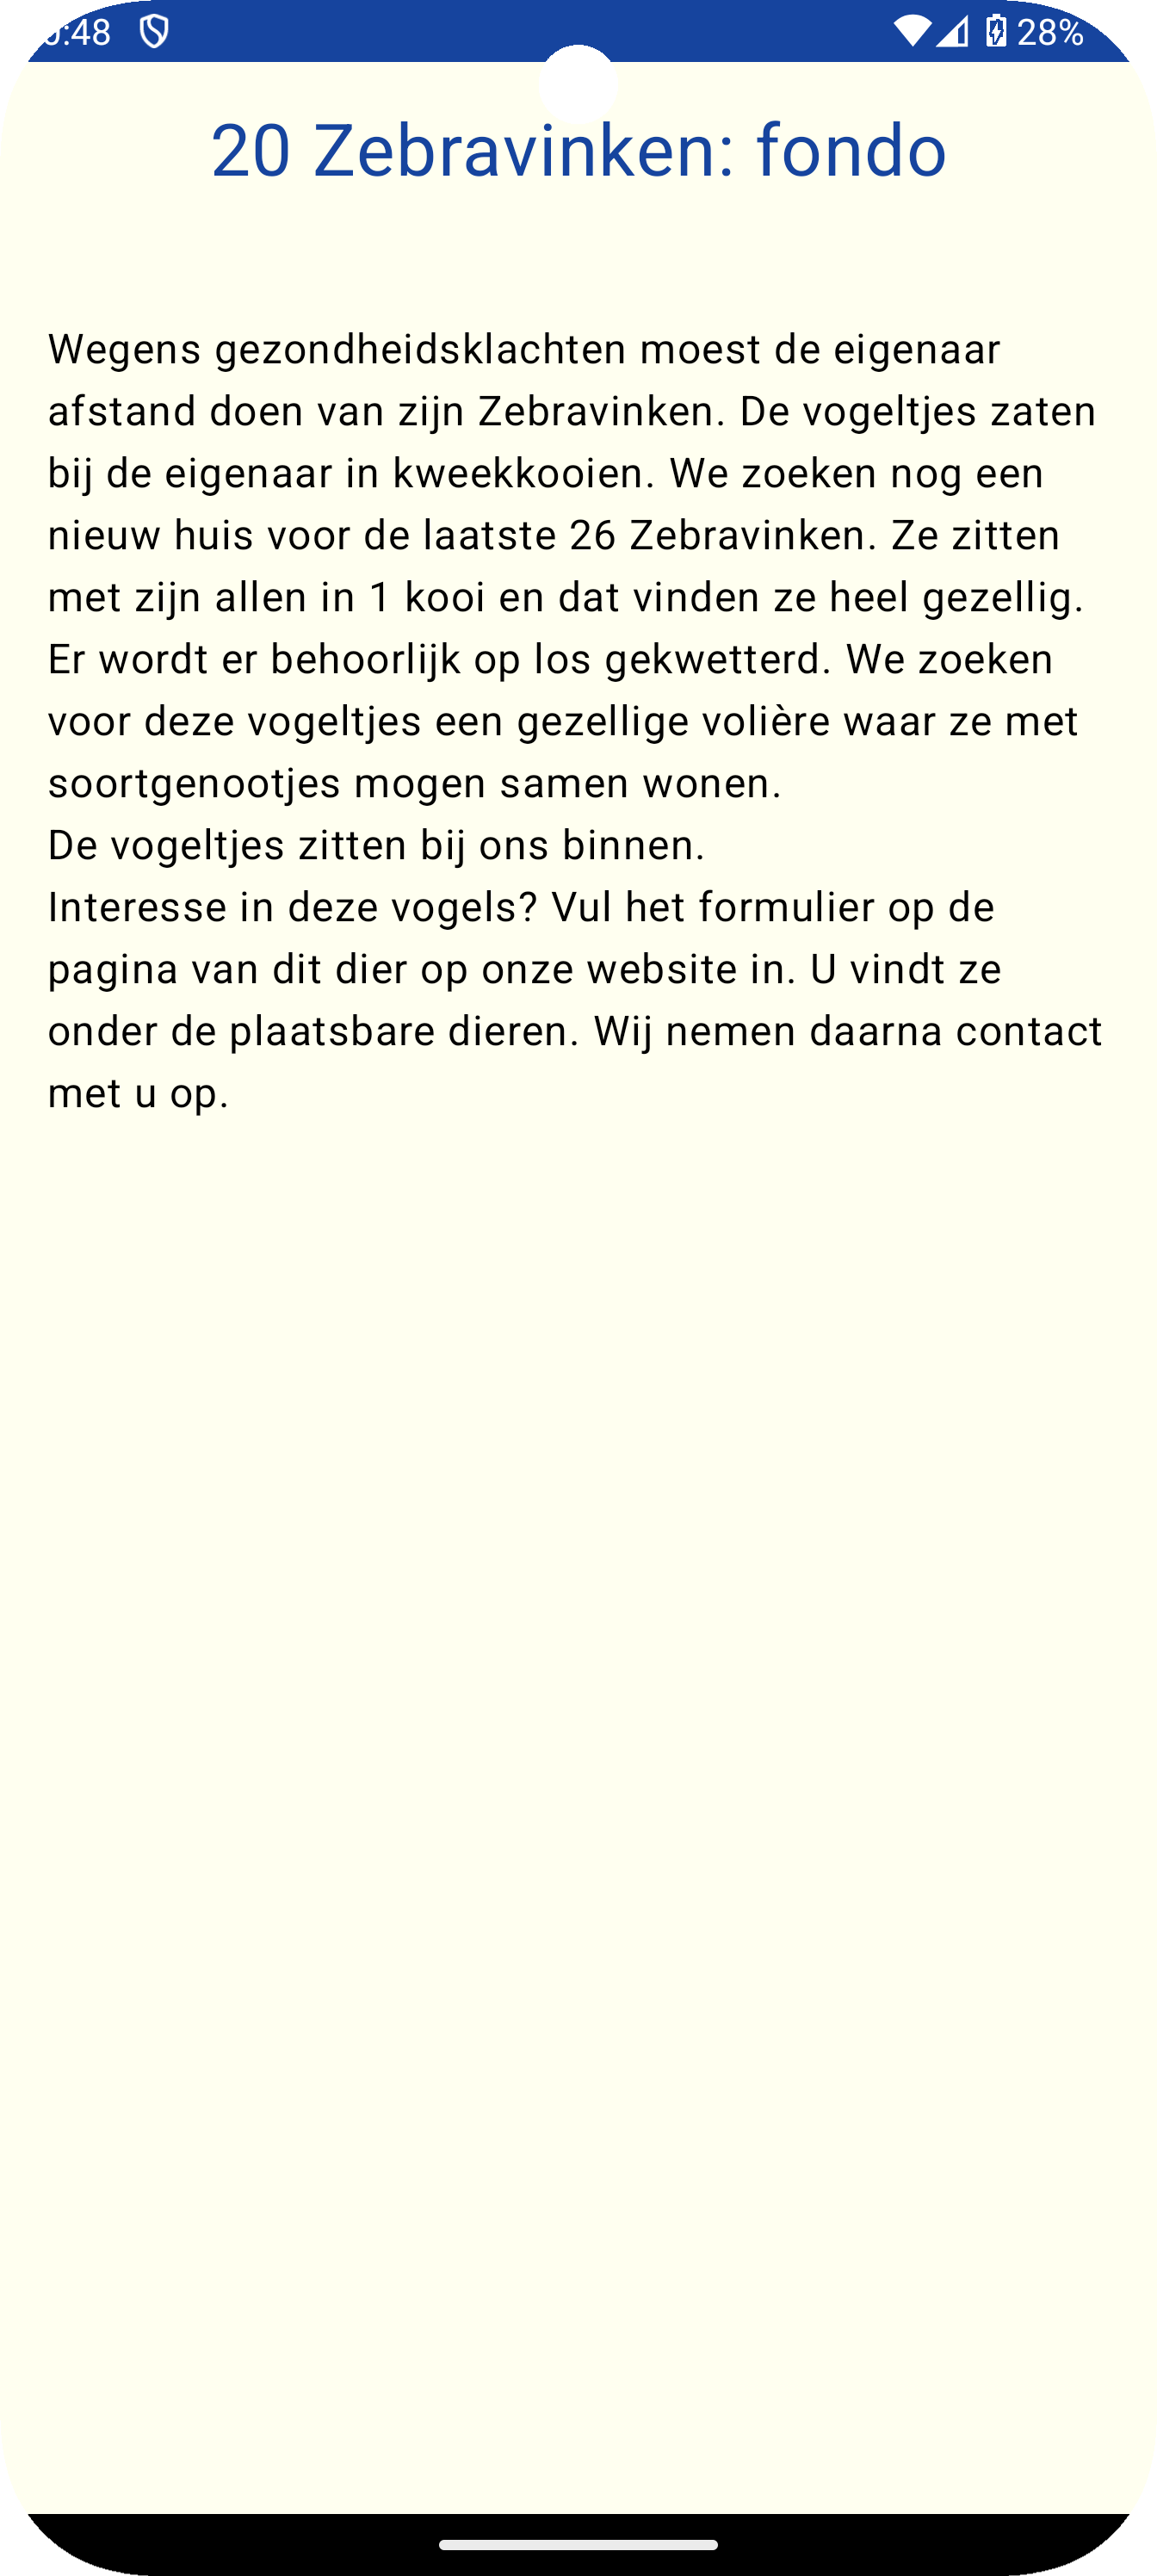 :48
28%
20 Zebravinken: fondo
Wegens gezondheidsklachten moest de eigenaar
afstand doen van zijn Zebravinken. De vogeltjes zaten
bij de eigenaar in kweekkooien. We zoeken nog een
nieuw huis voor de laatste 26 Zebravinken. Ze zitten
met zijn allen in 1 kooi en dat vinden ze heel gezellig.
Er wordt er behoorlijk op los gekwetterd. We zoeken
voor deze vogeltjes een gezellige volière waar ze met
soortgenootjes mogen samen wonen.
De vogeltjes zitten bij ons binnen.
Interesse in deze vogels? Vul het formulier op de
pagina van dit dier op onze website in. U vindt ze
onder de plaatsbare dieren. Wij nemen daarna contact
met u op.